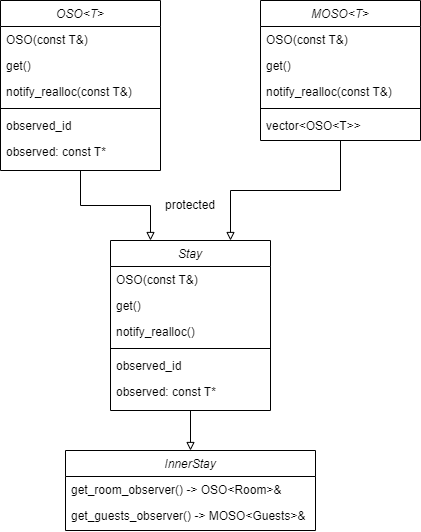 OSO<T>
OSO(const T&)
get()
notify_realloc(const T&)
observed_id
observed: const T*
MOSO<T>
OSO(const T&)
get()
notify_realloc(const T&)
vector<OSO<T>>
protected
Stay
OSO(const T&)
get()
notify_realloc()
observed_id
observed: const T*
InnerStay
get_room_observer() -> OSO<Room>&
get_guests_observer() -> MOSO<Guests>&